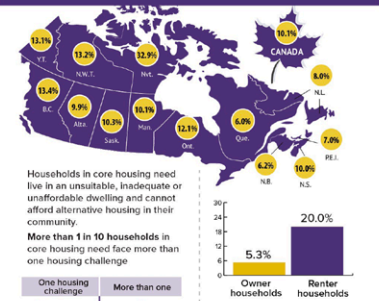 10.1%
CANADA
13.1%
Y.T.
13.2%
N.W.T.
32.9%
Nvt.
8.0%
N.L.
13.4%
B.C.
9.9%
Alta.
10.3%
Sask.
10.1%
Man.
12.1%
Ont.
6.0%
Que.
7.0%
P.E.I.
6.2%
N.B.
10.0%
N.S.
Households in core housing need
live in an unsuitable, inadequate or
unaffordable dwelling and cannot
afford alternative housing in their
community.
More than 1 in 10 households in
core housing need face more than
one housing challenge
One housing
challenge
More than one
30
24
18
12
6
0
5.3%
20.0%
Owner
households
Renter
households